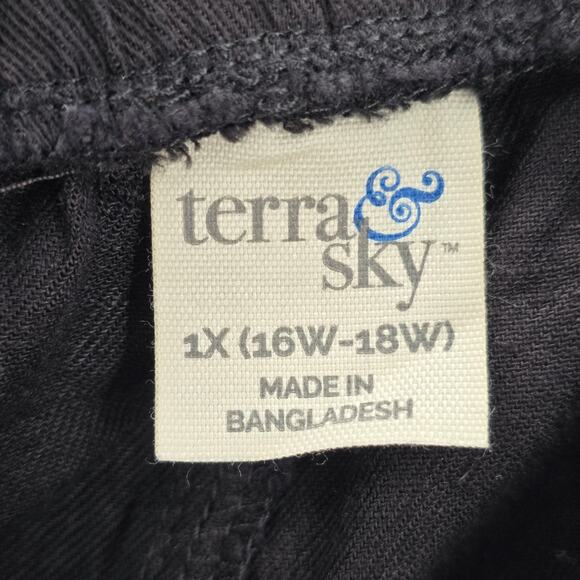 terra &
sky™
1X (16W-18W)
MADE IN
BANGLADESH